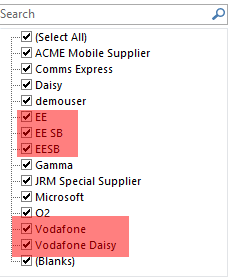 Search
(Select All)
ACME Mobile Supplier
Comms Express
Daisy
demouser
EE
EE SB
EESB
Gamma
JRM Special Supplier
Microsoft
O2
Vodafone
Vodafone Daisy
(Blanks)